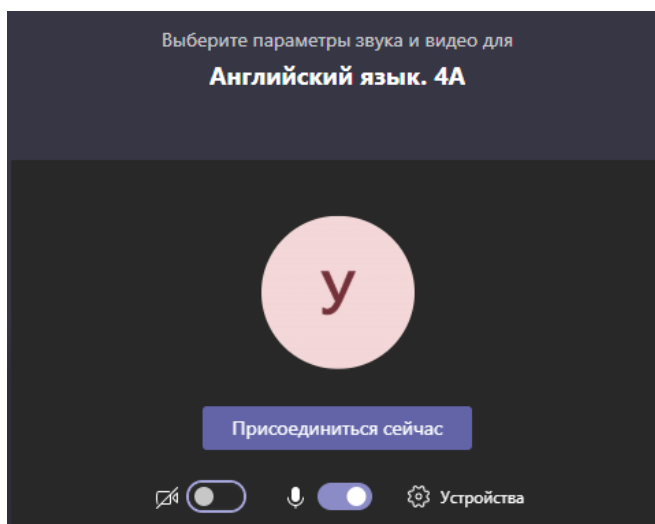 Выберите параметры звука и видео для
Английский язык. 4А
У
Присоединиться сейчас
Устройства